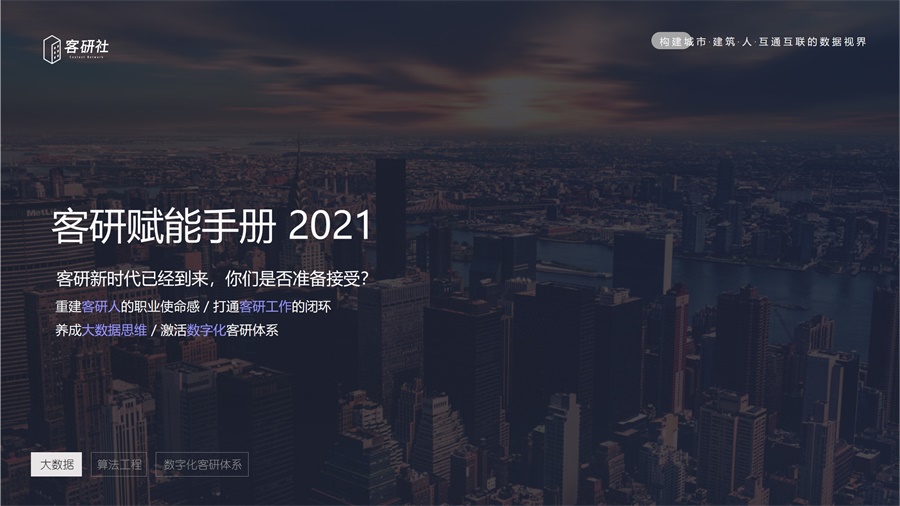 客研社
构建城市·建筑·人·互通互联的数据视界
客研赋能手册 2021
客研新时代已经到来，你们是否准备接受？
重建客研人的职业使命感 / 打通客研工作的闭环
养成大数据思维 / 激活数字化客研体系
大数据 算法工程 数字化客研体系